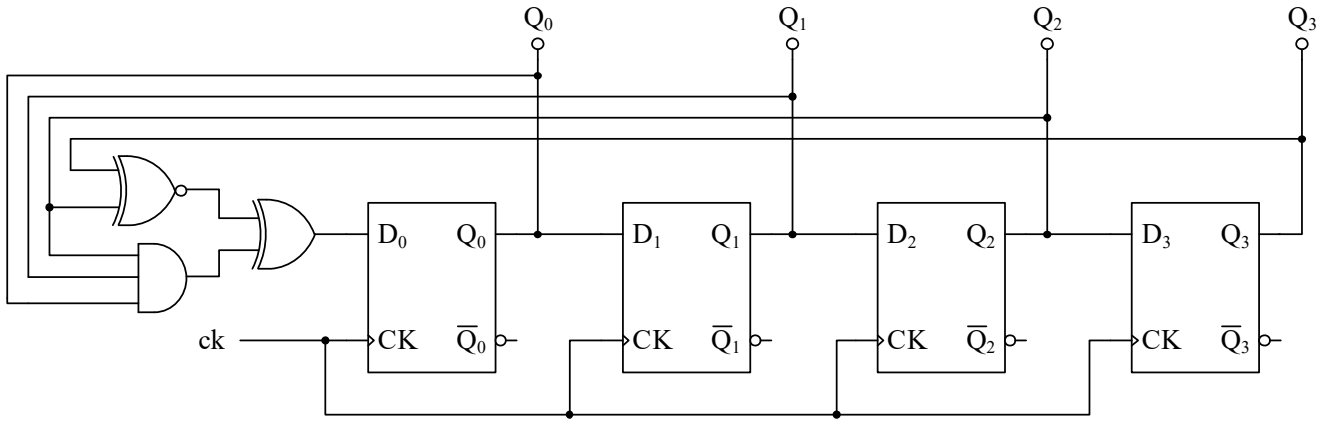 Q₀ Q₁ Q₂ Q₃
D₀ Q₀ D₁ Q₁ D₂ Q₂ D₃ Q₃
ck CK Q̅₀ CK Q̅₁ CK Q̅₂ CK Q̅₃